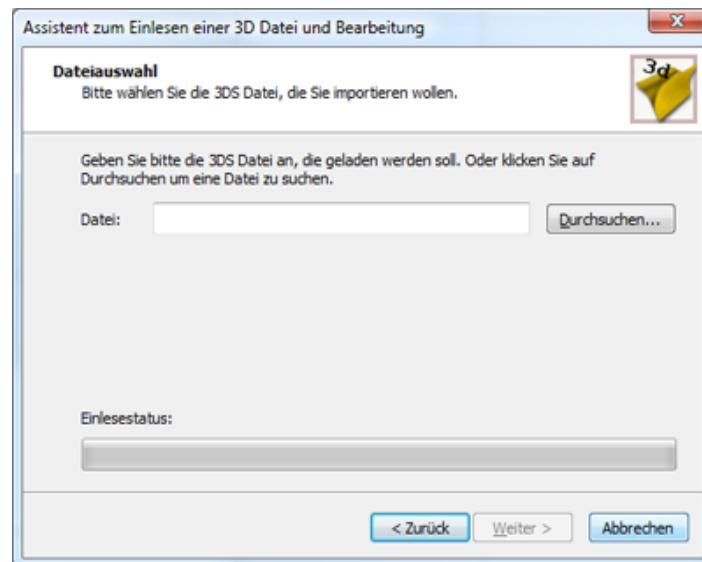 Assistent zum Einlesen einer 3D Datei und Bearbeitung
Dateiauswahl
Bitte wählen Sie die 3DS Datei, die Sie importieren wollen.
3d
Geben Sie bitte die 3DS Datei an, die geladen werden soll. Oder klicken Sie auf
Durchsuchen um eine Datei zu suchen.
Datei:
Durchsuchen...
Einlesestatus:
< Zurück
Weiter >
Abbrechen